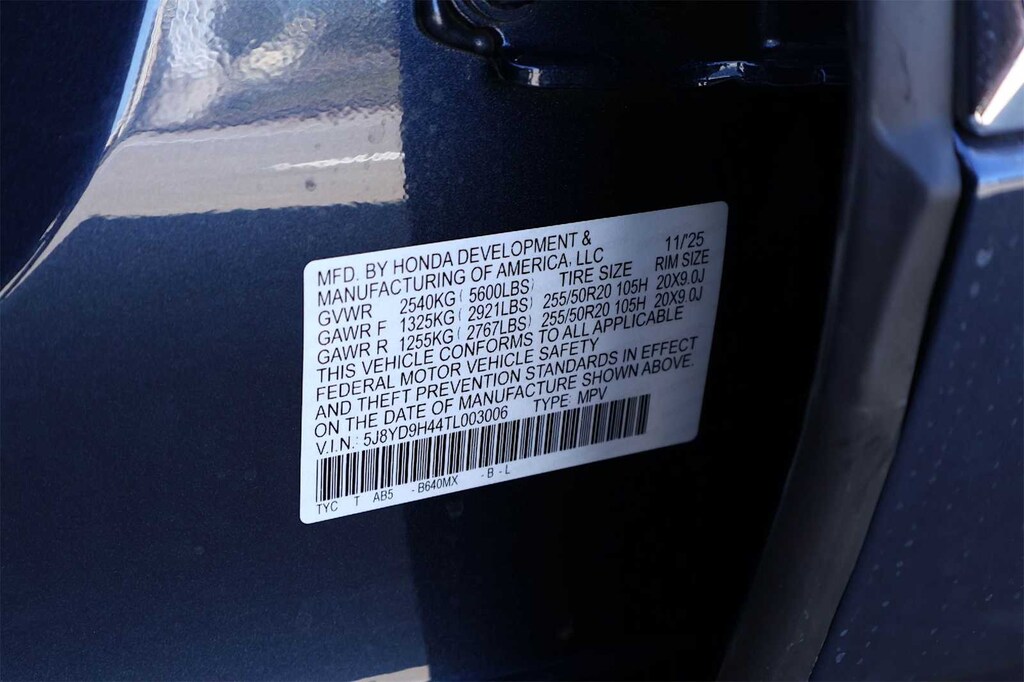 MFD. BY HONDA DEVELOPMENT & 11/'25
MANUFACTURING OF AMERICA, LLC
GVWR 2540KG ( 5600LBS) TIRE SIZE RIM SIZE
GAWR F 1325KG ( 2921LBS) 255/50R20 105H 20X9.0J
GAWR R 1255KG ( 2767LBS) 255/50R20 105H 20X9.0J
THIS VEHICLE CONFORMS TO ALL APPLICABLE
FEDERAL MOTOR VEHICLE SAFETY
AND THEFT PREVENTION STANDARDS IN EFFECT
ON THE DATE OF MANUFACTURE SHOWN ABOVE.
V.I.N.: 5J8YD9H44TL003006 TYPE: MPV
TYC T AB5 - B640MX - B - L